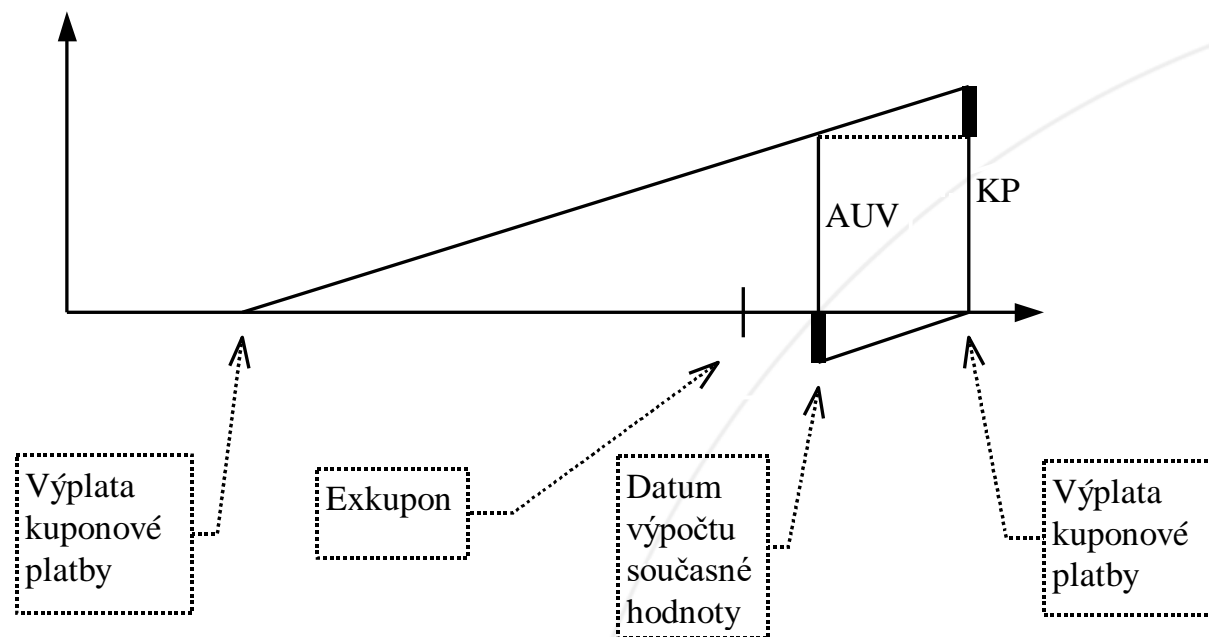 KP
AUV
Výplata
kuponové
platby
Exkupon
Datum
výpočtu
současné
hodnoty
Výplata
kuponové
platby